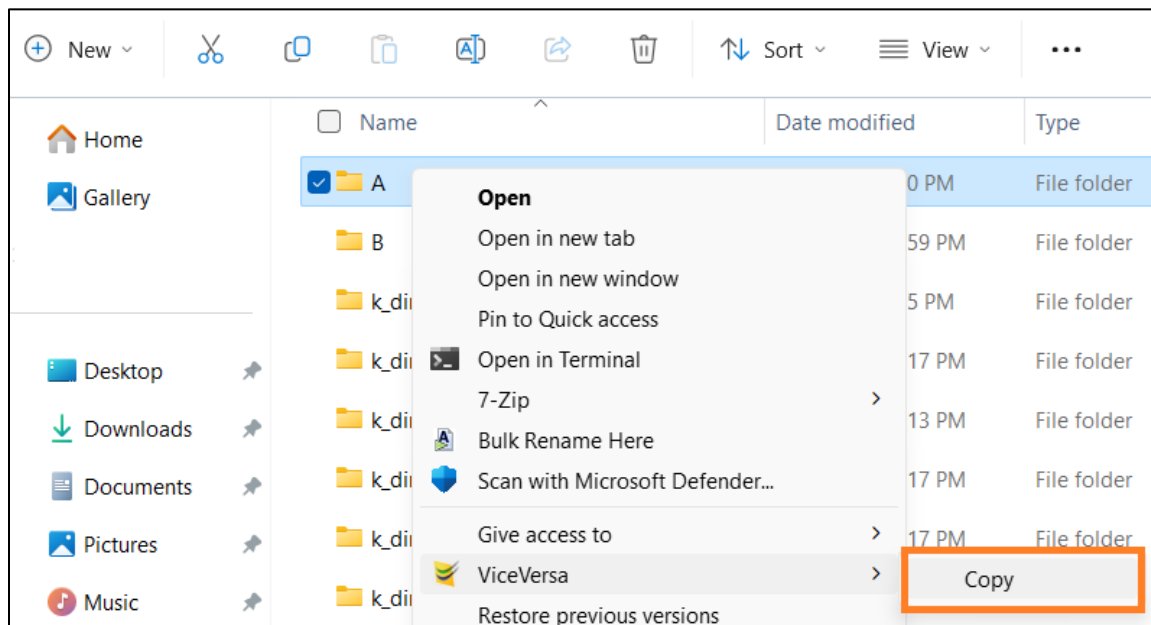 New
Sort
View
Name
Date modified
Type
Home
Gallery
Desktop
Downloads
Documents
Pictures
Music
A
0 PM
File folder
B
59 PM
File folder
k_di
5 PM
File folder
k_di
17 PM
File folder
k_di
13 PM
File folder
k_di
17 PM
File folder
k_di
17 PM
File folder
k_di
Open
Open in new tab
Open in new window
Pin to Quick access
Open in Terminal
7-Zip
Bulk Rename Here
Scan with Microsoft Defender...
Give access to
ViceVersa
Restore previous versions
Copy